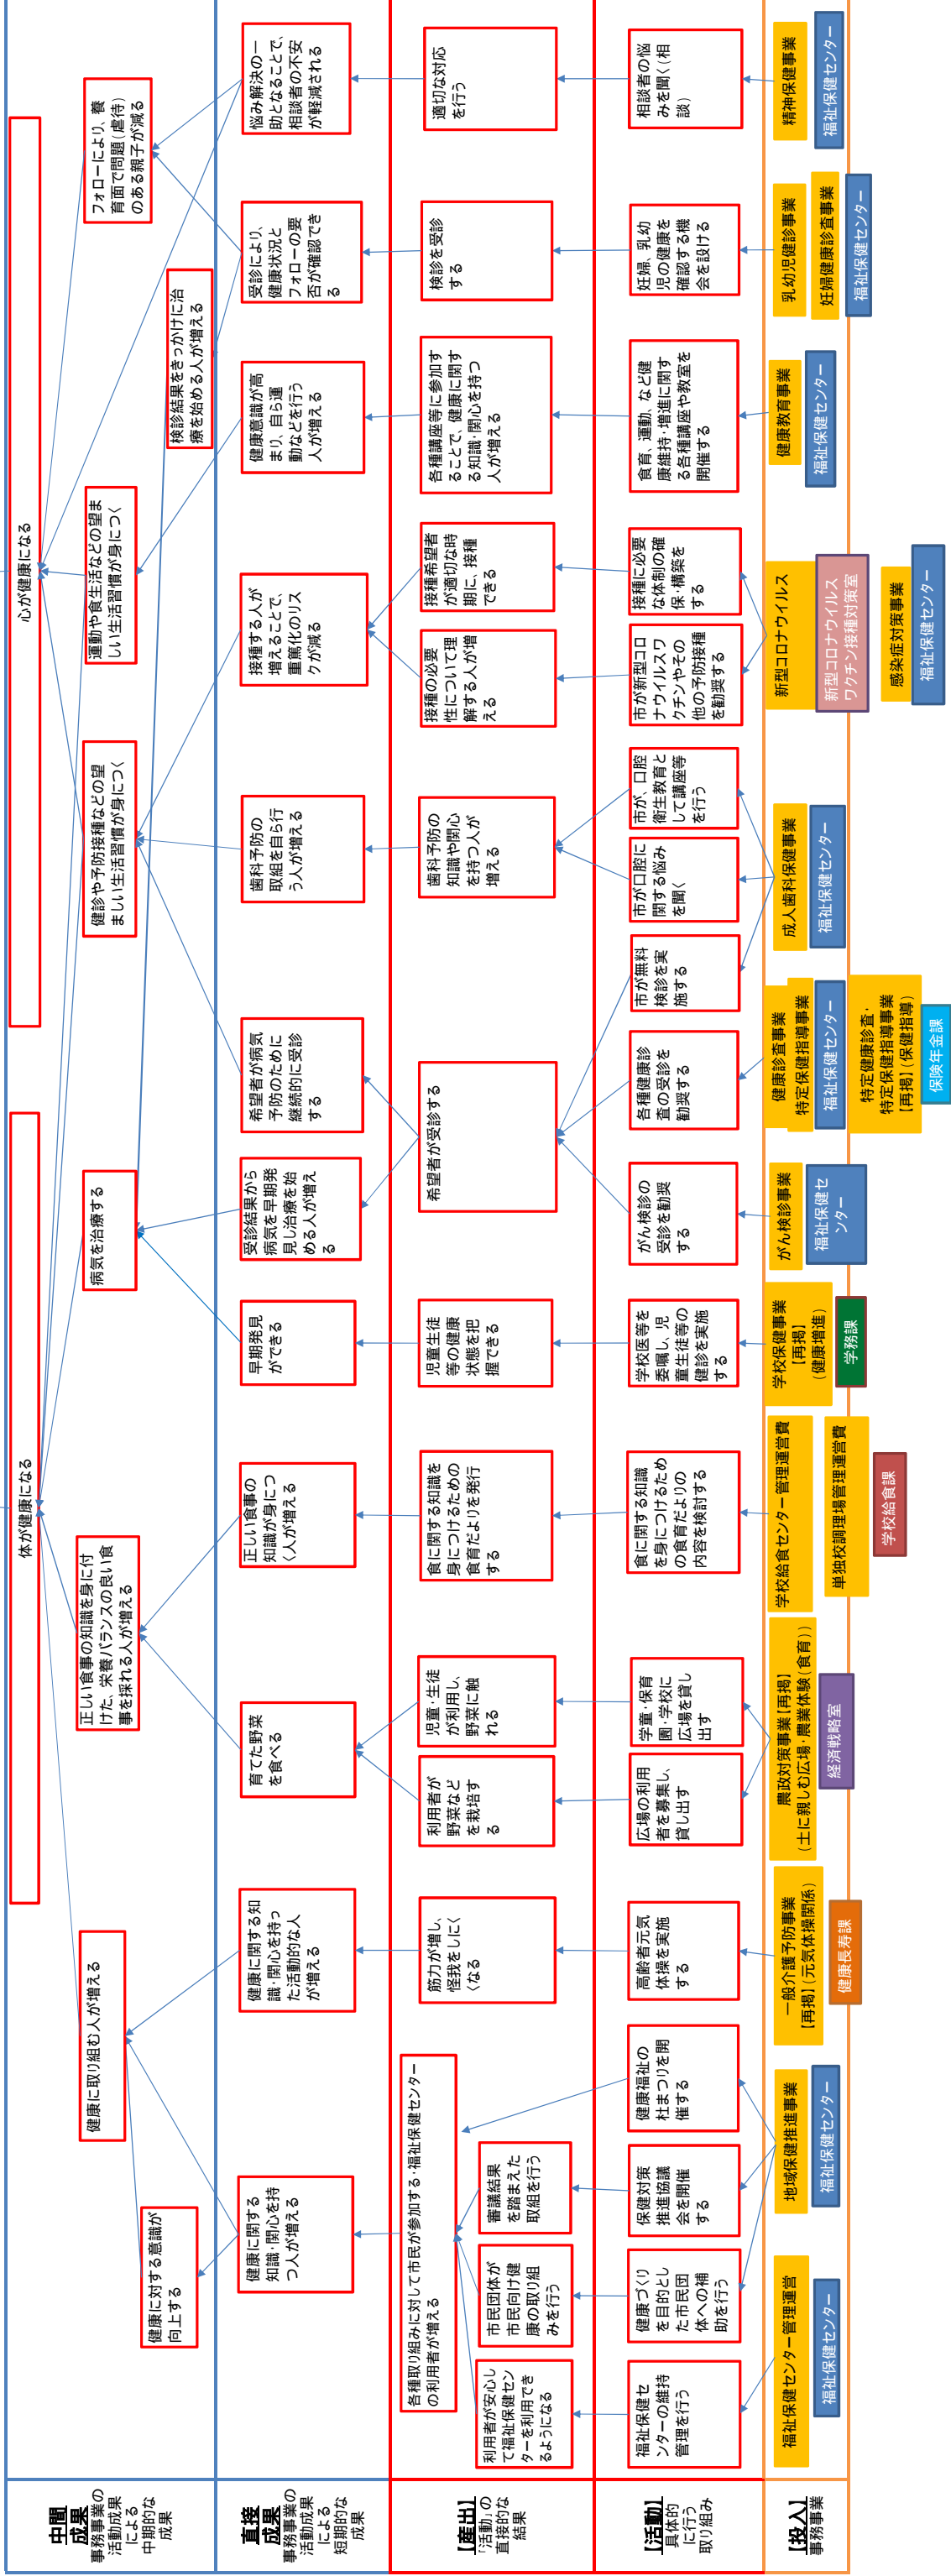 中間
成果
事務事業の
活動成果
による
中期的な
成果
体が健康になる
心が健康になる
健康に対する意識が
向上する
健康に取り組む人が増える
正しい食事の知識を身に付
けた、栄養バランスの良い食
事を採れる人が増える
病気を治療する
健診や予防接種などの望
ましい生活習慣が身につく
運動や食生活などの望ま
しい生活習慣が身につく
検診結果をきっかけに治
療を始める人が増える
フォローにより、養
育面で問題(虐待)
のある親子が減る
直接
成果
事務事業の
活動成果
による
短期的な
成果
健康に関する
知識・関心を持
つ人が増える
健康に関する知
識・関心を持っ
た活動的な人
が増える
育てた野菜
を食べる
正しい食事の
知識が身につ
く人が増える
早期発見
ができる
受診結果から
病気を早期発
見し治療を始
める人が増え
る
希望者が病気
予防のために
継続的に受診
する
歯科予防の
取組を自ら行
う人が増える
接種する人が
増えることで、
重篤化のリス
クが減る
健康意識が高
まり、自ら運
動などを行う
人が増える
受診により、
健康状況と
フォローの要
否が確認でき
る
悩み解決の一
助となることで、
相談者の不安
が軽減される
【産出】
「活動」の
直接的な
結果
各種取り組みに対して市民が参加する・福祉保健センター
の利用者が増える
利用者が安心し
て福祉保健セン
ターを利用でき
るようになる
市民団体が
市民向け健
康の取り組
みを行う
審議結果
を踏まえた
取組を行う
筋力が増し、
怪我をしにく
くなる
利用者が
野菜など
を栽培す
る
児童・生徒
が利用し、
野菜に触
れる
食に関する知識を
身につけるための
食育だよりを発行
する
児童生徒
等の健康
状態を把
握できる
希望者が受診する
歯科予防の
知識や関心
を持つ人が
増える
接種の必要
性について理
解する人が増
える
接種希望者
が適切な時
期に、接種
できる
各種講座等に参加す
ることで、健康に関す
る知識・関心を持つ
人が増える
検診を受診
する
適切な対応
を行う
【活動】
具体的
に行う
取り組み
福祉保健セ
ンターの維持
管理を行う
健康づくり
を目的とし
た市民団
体への補
助を行う
保健対策
推進協議
会を開催
する
健康福祉の
杜まつりを開
催する
高齢者元気
体操を実施
する
広場の利用
者を募集し、
貸し出す
学童・保育
園・学校に
広場を貸し
出す
食に関する知識
を身につけるため
の食育だよりの
内容を検討する
学校医等を
委嘱し、児
童生徒等の
健診を実施
する
がん検診の
受診を勧奨
する
各種健康診
査の受診を
勧奨する
市が無料
検診を実
施する
市が口腔に
関する悩み
を聞く
市が、口腔
衛生教育と
して講座等
を行う
市が新型コロ
ナウイルスワ
クチンやその
他の予防接種
を勧奨する
接種に必要
な体制の確
保・構築を
する
食育、運動、など健
康維持・増進に関す
る各種講座や教室を
開催する
妊婦、乳幼
児の健康を
確認する機
会を設ける
相談者の悩
みを聞く(相
談)
【投入】
事務事業
福祉保健センター管理運営
福祉保健センター
地域保健推進事業
福祉保健センター
一般介護予防事業
【再掲】(元気体操関係)
健康長寿課
農政対策事業【再掲】
(土に親しむ広場・農業体験(食育))
経済戦略室
学校給食センター管理運営費
単独校調理場管理運営費
学校給食課
学校保健事業
【再掲】
(健康増進)
学務課
がん検診事業
福祉保健セ
ンター
健康診査事業
特定保健指導事業
福祉保健センター
特定健康診査・
特定保健指導事業
【再掲】(保健指導)
保険年金課
成人歯科保健事業
福祉保健センター
新型コロナウイルス
新型コロナウイルス
ワクチン接種対策室
感染症対策事業
福祉保健センター
健康教育事業
福祉保健センター
乳幼児健診事業
妊婦健康診査事業
福祉保健センター
精神保健事業
福祉保健センター